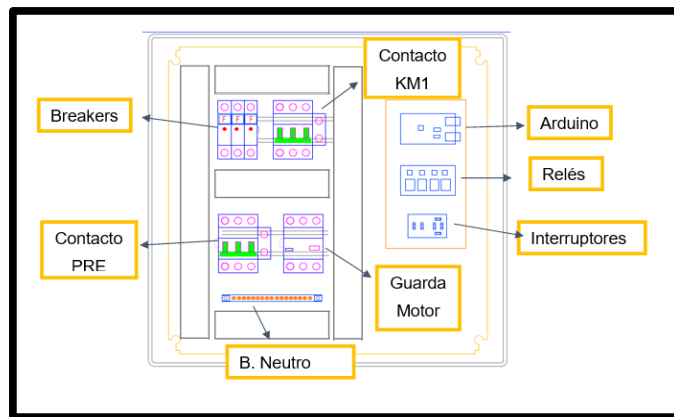 Contacto
KM1
Breakers
F F F
Arduino
Relés
Interruptores
Contacto
PRE
Guarda
Motor
B. Neutro